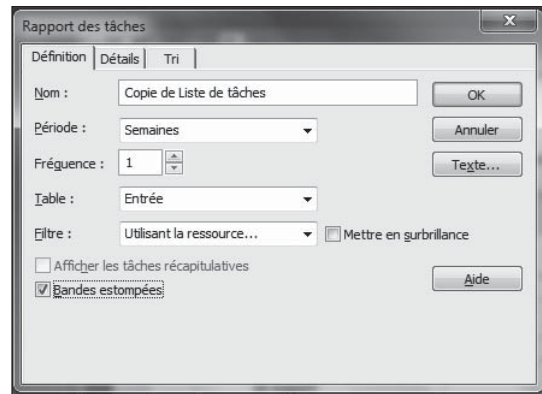 Rapport des tâches
Définition Détails Tri
Nom : Copie de Liste de tâches OK
Période : Semaines Annuler
Fréquence : 1 Texte...
Table : Entrée
Filtre : Utilisant la ressource... Mettre en surbrillance
Afficher les tâches récapitulatives
Aide
Bandes estompées